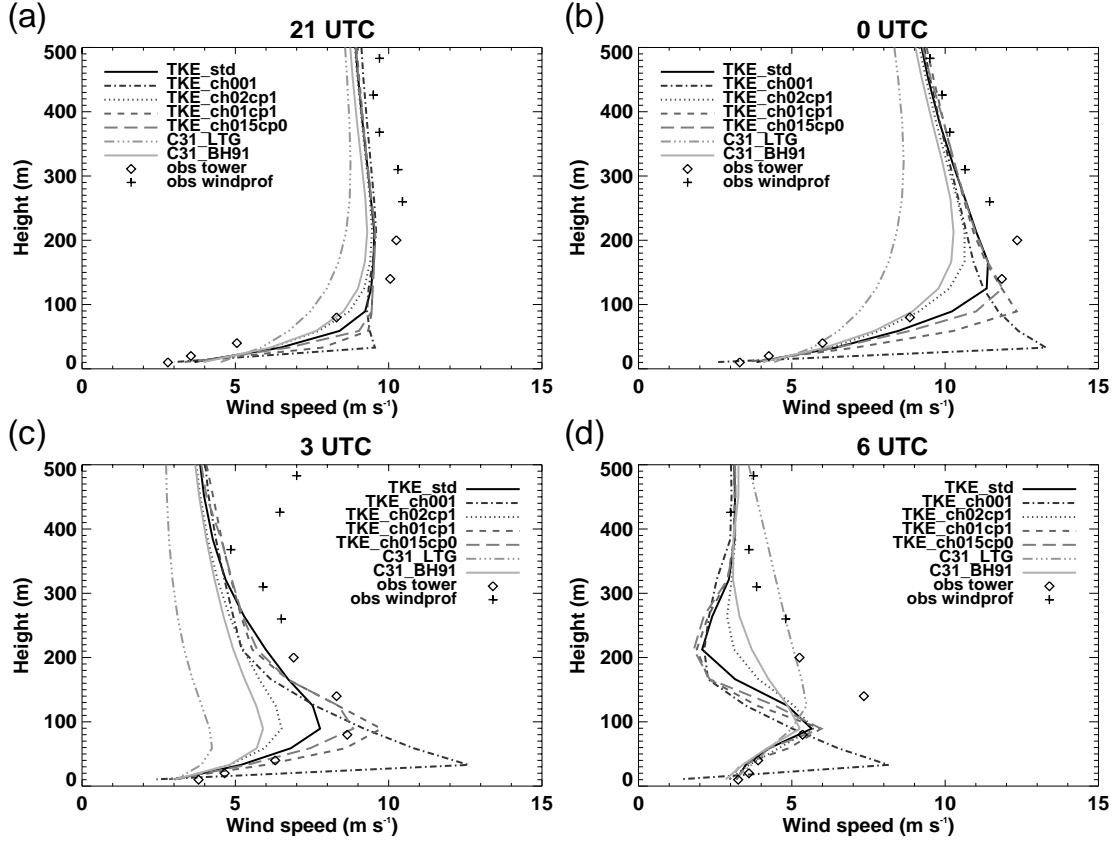 (a)
21 UTC
500
400
300
200
100
0
Height (m)
TKE_std
TKE_ch001
TKE_ch02cp1
TKE_ch01cp1
TKE_ch015cp0
C31_LTG
C31_BH91
obs tower
obs windprof
0
5
10
15
Wind speed (m s⁻¹)
(b)
0 UTC
500
400
300
200
100
0
Height (m)
TKE_std
TKE_ch001
TKE_ch02cp1
TKE_ch01cp1
TKE_ch015cp0
C31_LTG
C31_BH91
obs tower
obs windprof
0
5
10
15
Wind speed (m s⁻¹)
(c)
3 UTC
500
400
300
200
100
0
Height (m)
TKE_std
TKE_ch001
TKE_ch02cp1
TKE_ch01cp1
TKE_ch015cp0
C31_LTG
C31_BH91
obs tower
obs windprof
0
5
10
15
Wind speed (m s⁻¹)
(d)
6 UTC
500
400
300
200
100
0
Height (m)
TKE_std
TKE_ch001
TKE_ch02cp1
TKE_ch01cp1
TKE_ch015cp0
C31_LTG
C31_BH91
obs tower
obs windprof
0
5
10
15
Wind speed (m s⁻¹)